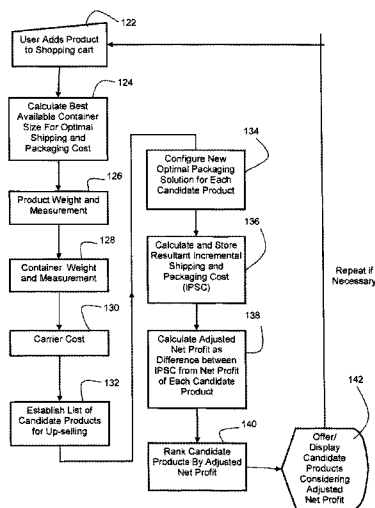 122
User Adds Product
to Shopping cart
124
Calculate Best
Available Container
Size For Optimal
Shipping and
Packaging Cost
126
Product Weight and
Measurement
128
Container Weight
and Measurement
130
Carrier Cost
132
Establish List of
Candidate Products
for Up-selling
134
Configure New
Optimal Packaging
Solution for Each
Candidate Product
136
Calculate and Store
Resultant Incremental
Shipping and
Packaging Cost
(IPSC)
138
Calculate Adjusted
Net Profit as
Difference between
IPSC from Net Profit
of Each Candidate
Product
140
Rank Candidate
Products By Adjusted
Net Profit
Repeat if
Necessary
142
Offer/
Display
Candidate
Products
Considering
Adjusted
Net Profit